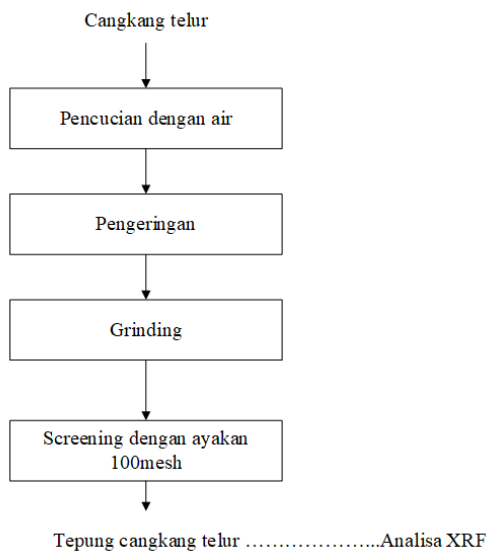 Cangkang telur
Pencucian dengan air
Pengeringan
Grinding
Screening dengan ayakan
100mesh
Tepung cangkang telur …………………..Analisa XRF